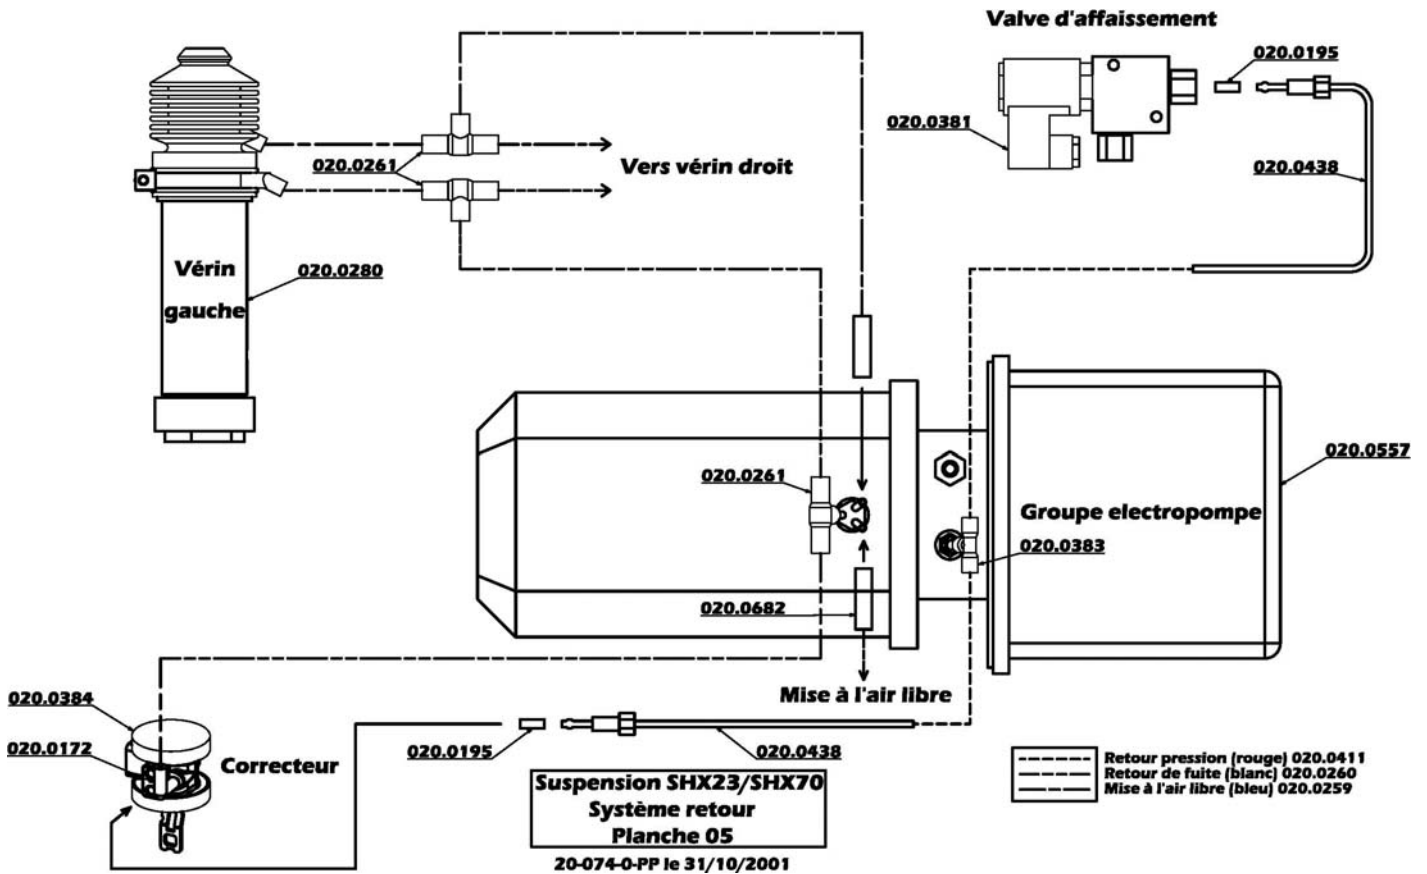 Valve d'affaissement
020.0195
020.0381
020.0261
Vers vérin droit
020.0438
Vérin
gauche
020.0280
020.0557
020.0261
Groupe electropompe
020.0383
020.0682
Mise à l'air libre
020.0384
020.0172
Correcteur
020.0195
020.0438
Retour pression (rouge) 020.0411
Retour de fuite (blanc) 020.0260
Mise à l'air libre (bleu) 020.0259
Suspension SHX23/SHX70
Système retour
Planche 05
20-074-0-PP le 31/10/2001